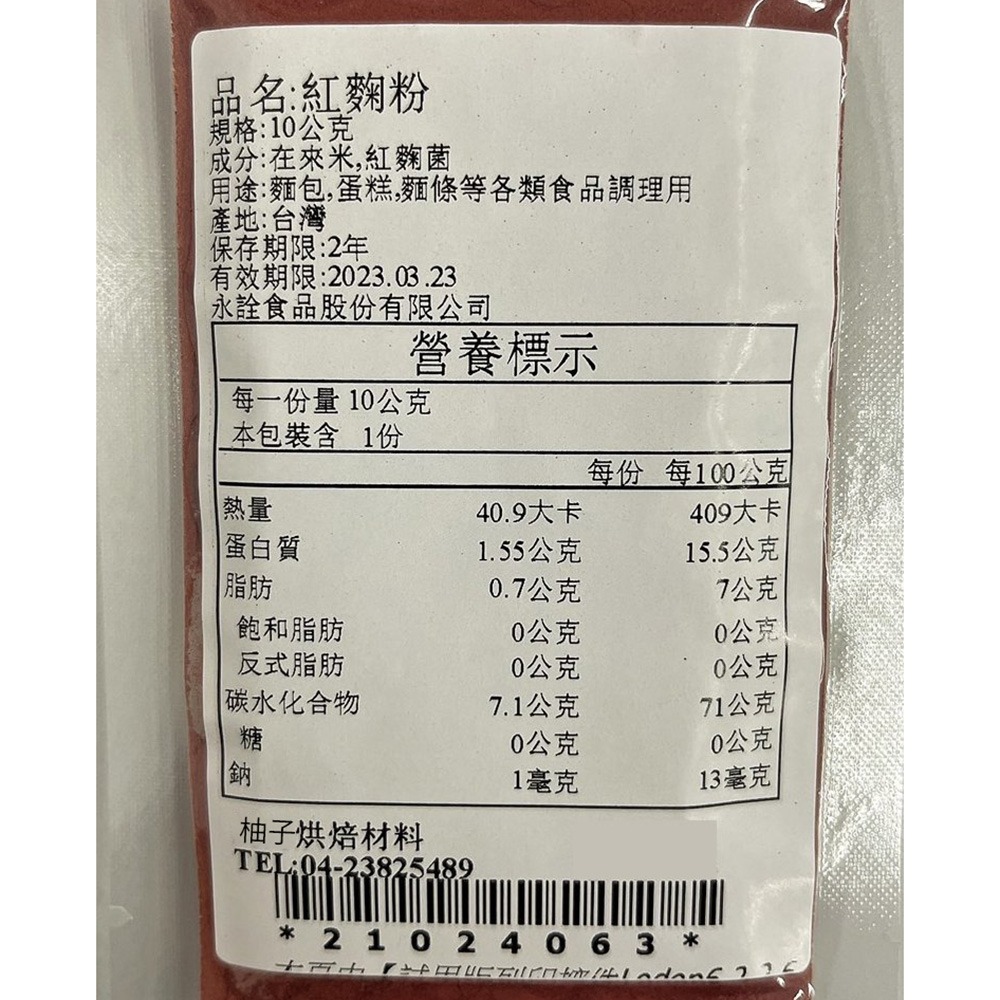 品名:紅麴粉
規格:10公克
成分:在來米,紅麴菌
用途:麵包,蛋糕,麵條等各類食品調理用
產地:台灣
保存期限:2年
有效期限:2023.03.23
永詮食品股份有限公司
營養標示
每一份量 10公克
本包裝含 1份
每份 每100公克
熱量 40.9大卡 409大卡
蛋白質 1.55公克 15.5公克
脂肪 0.7公克 7公克
飽和脂肪 0公克 0公克
反式脂肪 0公克 0公克
碳水化合物 7.1公克 71公克
糖 0公克 0公克
鈉 1毫克 13毫克
柚子烘焙材料
TEL:04-23825489
*21024063*